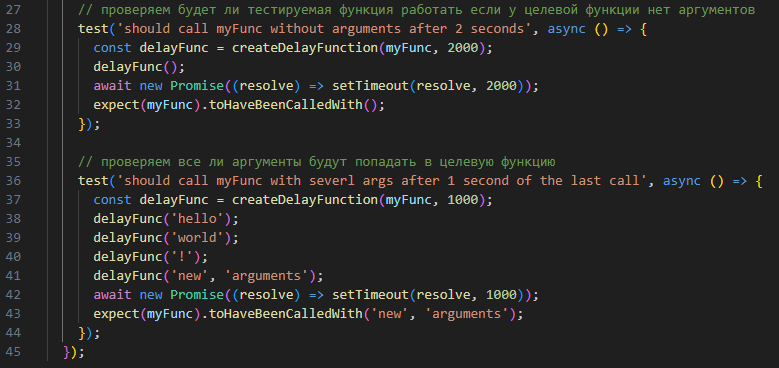 27 // проверяем будет ли тестируемая функция работать если у целевой функции нет аргументов
28 test('should call myFunc without arguments after 2 seconds', async () => {
29 const delayFunc = createDelayFunction(myFunc, 2000);
30 delayFunc();
31 await new Promise((resolve) => setTimeout(resolve, 2000));
32 expect(myFunc).toHaveBeenCalledWith();
33 });
34
35 // проверяем все ли аргументы будут попадать в целевую функцию
36 test('should call myFunc with severl args after 1 second of the last call', async () => {
37 const delayFunc = createDelayFunction(myFunc, 1000);
38 delayFunc('hello');
39 delayFunc('world');
40 delayFunc('!');
41 delayFunc('new', 'arguments');
42 await new Promise((resolve) => setTimeout(resolve, 1000));
43 expect(myFunc).toHaveBeenCalledWith('new', 'arguments');
44 });
45 });